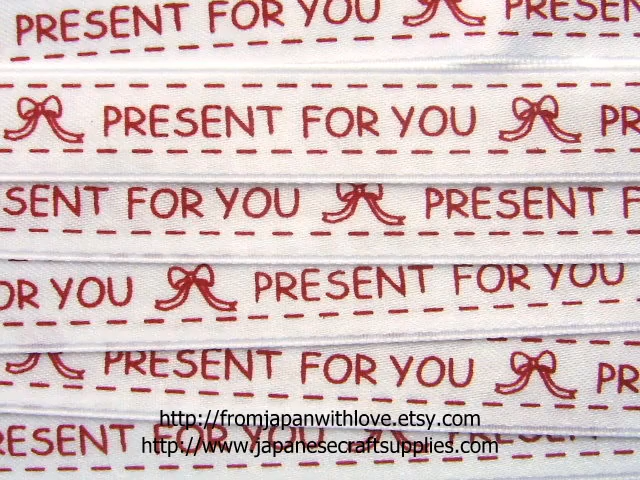 PRESENT FOR YOU PRESEN
PRESENT FOR YOU PR
SENT FOR YOU PRESENT F
OR YOU PRESENT FOR YOU
PRESENT FOR YOU PR
RESENT FOR YOU PRESENT
http://fromjapanwithlove.etsy.com
http://www.japanesecraftsupplies.com